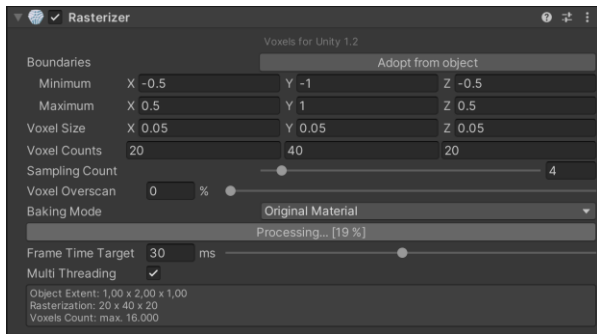 Rasterizer
Voxels for Unity 1.2
Boundaries Adopt from object
Minimum X -0.5 Y -1 Z -0.5
Maximum X 0.5 Y 1 Z 0.5
Voxel Size X 0.05 Y 0.05 Z 0.05
Voxel Counts 20 40 20
Sampling Count 4
Voxel Overscan 0 %
Baking Mode Original Material
Processing... [19 %]
Frame Time Target 30 ms
Multi Threading
Object Extent: 1,00 x 2,00 x 1,00
Rasterization: 20 x 40 x 20
Voxels Count: max. 16.000